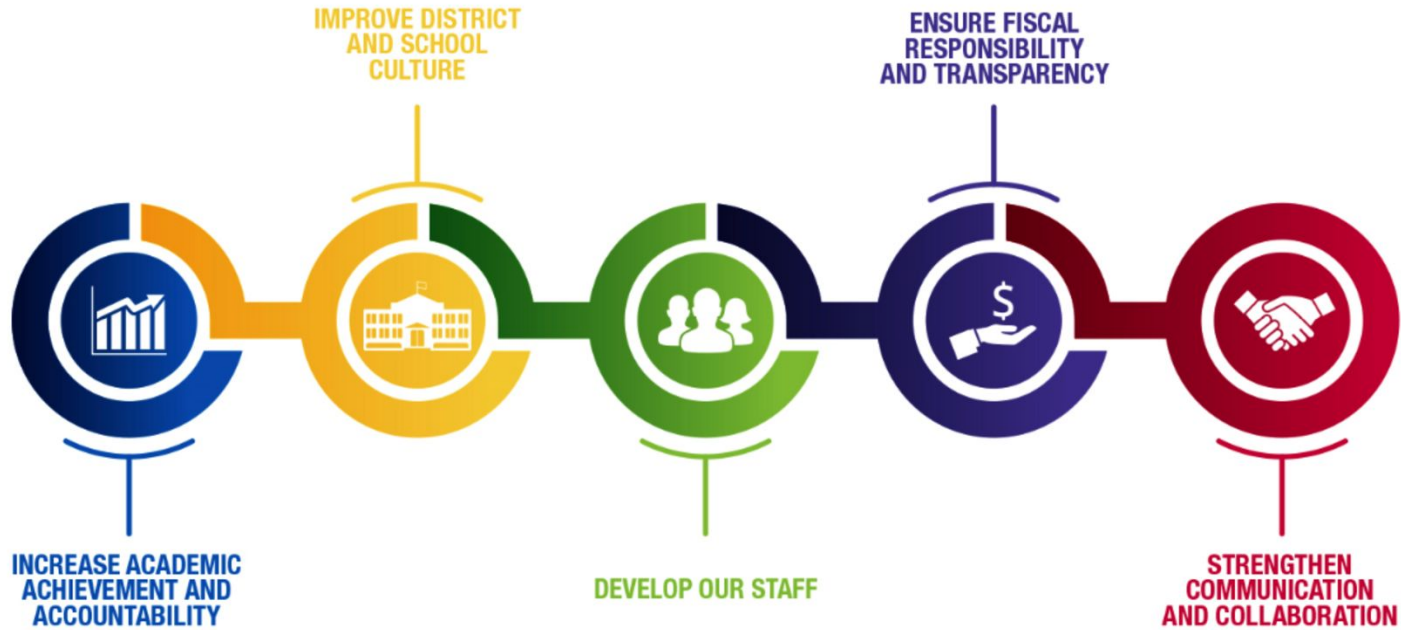 IMPROVE DISTRICT
AND SCHOOL
CULTURE
ENSURE FISCAL
RESPONSIBILITY
AND TRANSPARENCY
$
INCREASE ACADEMIC
ACHIEVEMENT AND
ACCOUNTABILITY
DEVELOP OUR STAFF
STRENGTHEN
COMMUNICATION
AND COLLABORATION